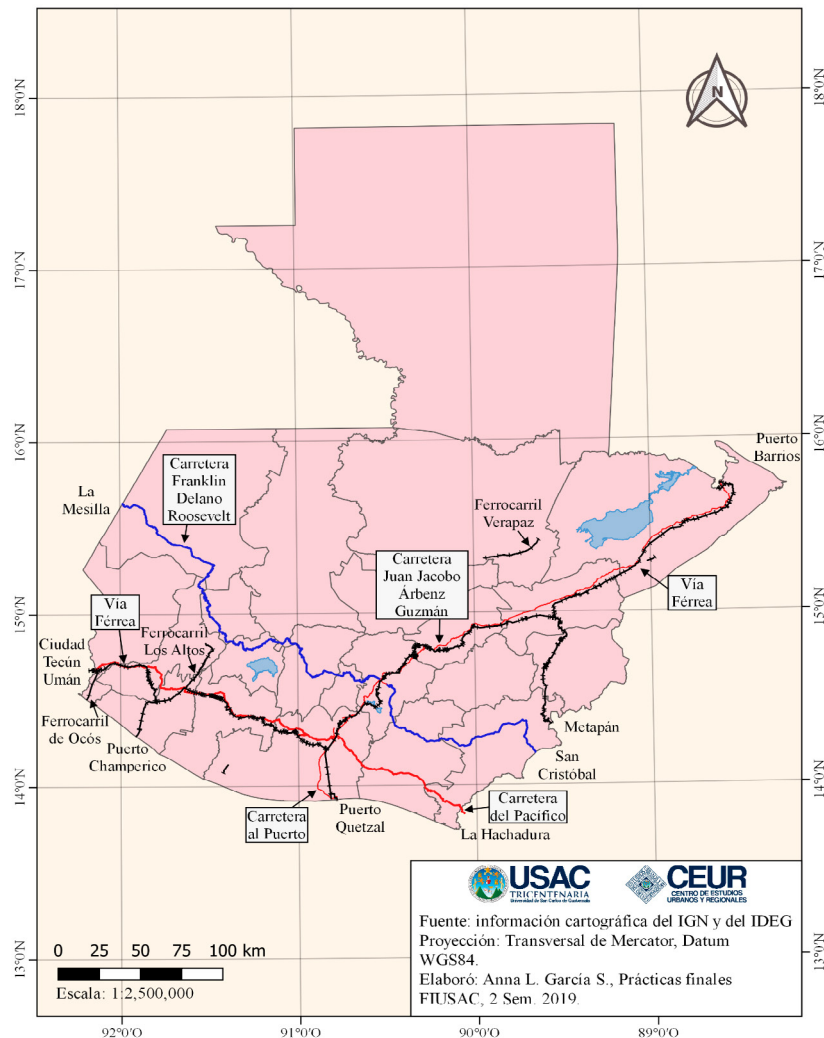 N
18°0'N
18°0'N
17°0'N
17°0'N
16°0'N
16°0'N
15°0'N
15°0'N
14°0'N
14°0'N
13°0'N
13°0'N
Puerto
Barrios
La
Mesilla
Carretera
Franklin
Delano
Roosevelt
Ferrocarril
Verapaz
Carretera
Juan Jacobo
Árbenz
Guzmán
Vía
Férrea
Vía
Férrea
Ferrocarril
Los Altos
Ciudad
Tecún
Umán
Ferrocarril
de Ocós
Puerto
Champerico
Metapán
San
Cristóbal
Carretera
al Puerto
Puerto
Quetzal
Carretera
del Pacífico
La Hachadura
USAC
TRICENTENARIA
Universidad de San Carlos de Guatemala
CEUR
CENTRO DE ESTUDIOS
URBANOS Y REGIONALES
Fuente: información cartográfica del IGN y del IDEG
Proyección: Transversal de Mercator, Datum
WGS84.
Elaboró: Anna L. García S., Prácticas finales
FIUSAC, 2 Sem. 2019.
0 25 50 75 100 km
Escala: 1:2,500,000
92°0'O
91°0'O
90°0'O
89°0'O